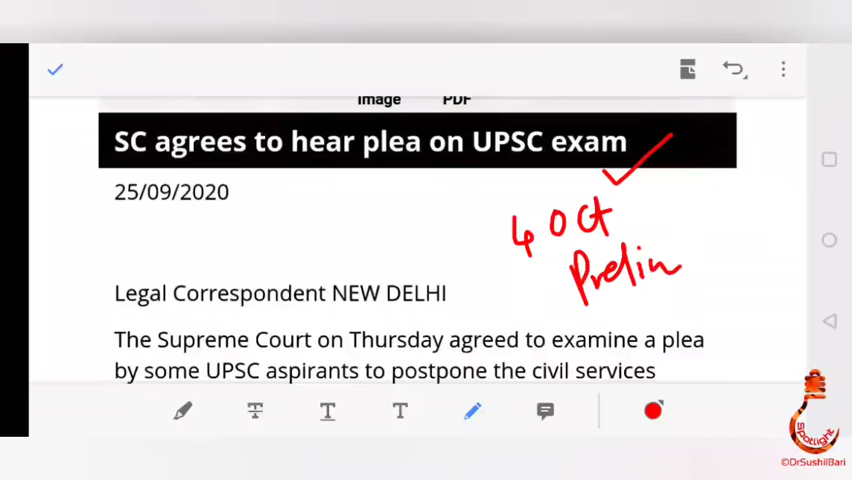 Image PDF
SC agrees to hear plea on UPSC exam
25/09/2020
4 Oct
Prelim
Legal Correspondent NEW DELHI
The Supreme Court on Thursday agreed to examine a plea
by some UPSC aspirants to postpone the civil services
T T T
Spotlight
©DrSushilBari